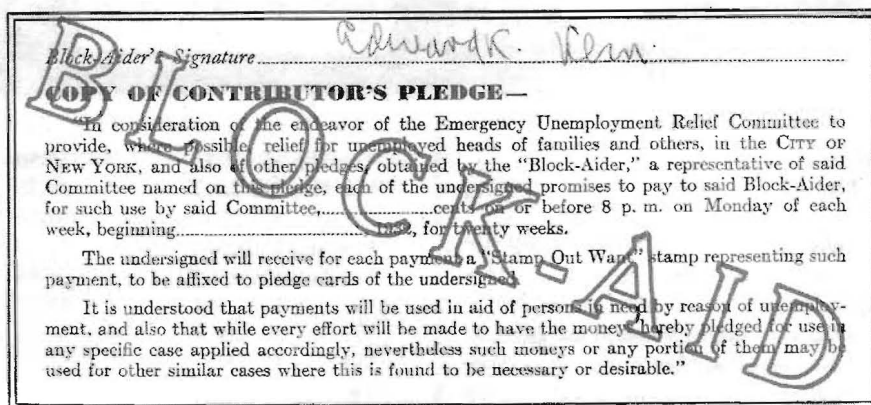 Block-Aider's Signature.......... Edward K. Kern.
COPY OF CONTRIBUTOR'S PLEDGE—
"In consideration of the endeavor of the Emergency Unemployment Relief Committee to
provide, where possible, relief for unemployed heads of families and others, in the CITY OF
NEW YORK, and also of other pledges, obtained by the "Block-Aider," a representative of said
Committee named on this pledge, each of the undersigned promises to pay to said Block-Aider,
for such use by said Committee,....................cents on or before 8 p. m. on Monday of each
week, beginning..................................., 1932, for twenty weeks.
The undersigned will receive for each payment a "Stamp Out Want" stamp representing such
payment, to be affixed to pledge cards of the undersigned.
It is understood that payments will be used in aid of persons in need by reason of unemploy-
ment, and also that while every effort will be made to have the money hereby pledged for use in
any specific case applied accordingly, nevertheless such moneys or any portion of them may be
used for other similar cases where this is found to be necessary or desirable."
BLOCK-AID